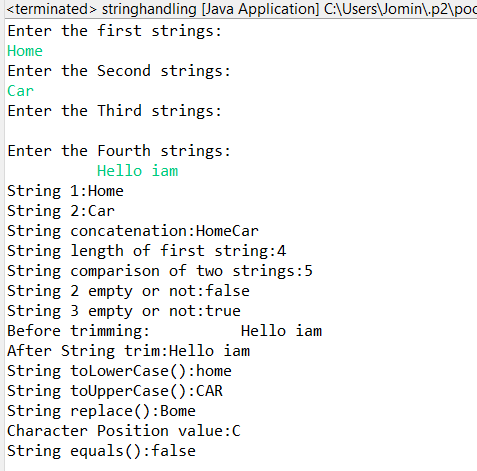 <terminated> stringhandling [Java Application] C:\Users\Jomin\.p2\poo
Enter the first strings:
Home
Enter the Second strings:
Car
Enter the Third strings:

Enter the Fourth strings:
          Hello iam
String 1:Home
String 2:Car
String concatenation:HomeCar
String length of first string:4
String comparison of two strings:5
String 2 empty or not:false
String 3 empty or not:true
Before trimming:          Hello iam
After String trim:Hello iam
String toLowerCase():home
String toUpperCase():CAR
String replace():Bome
Character Position value:C
String equals():false